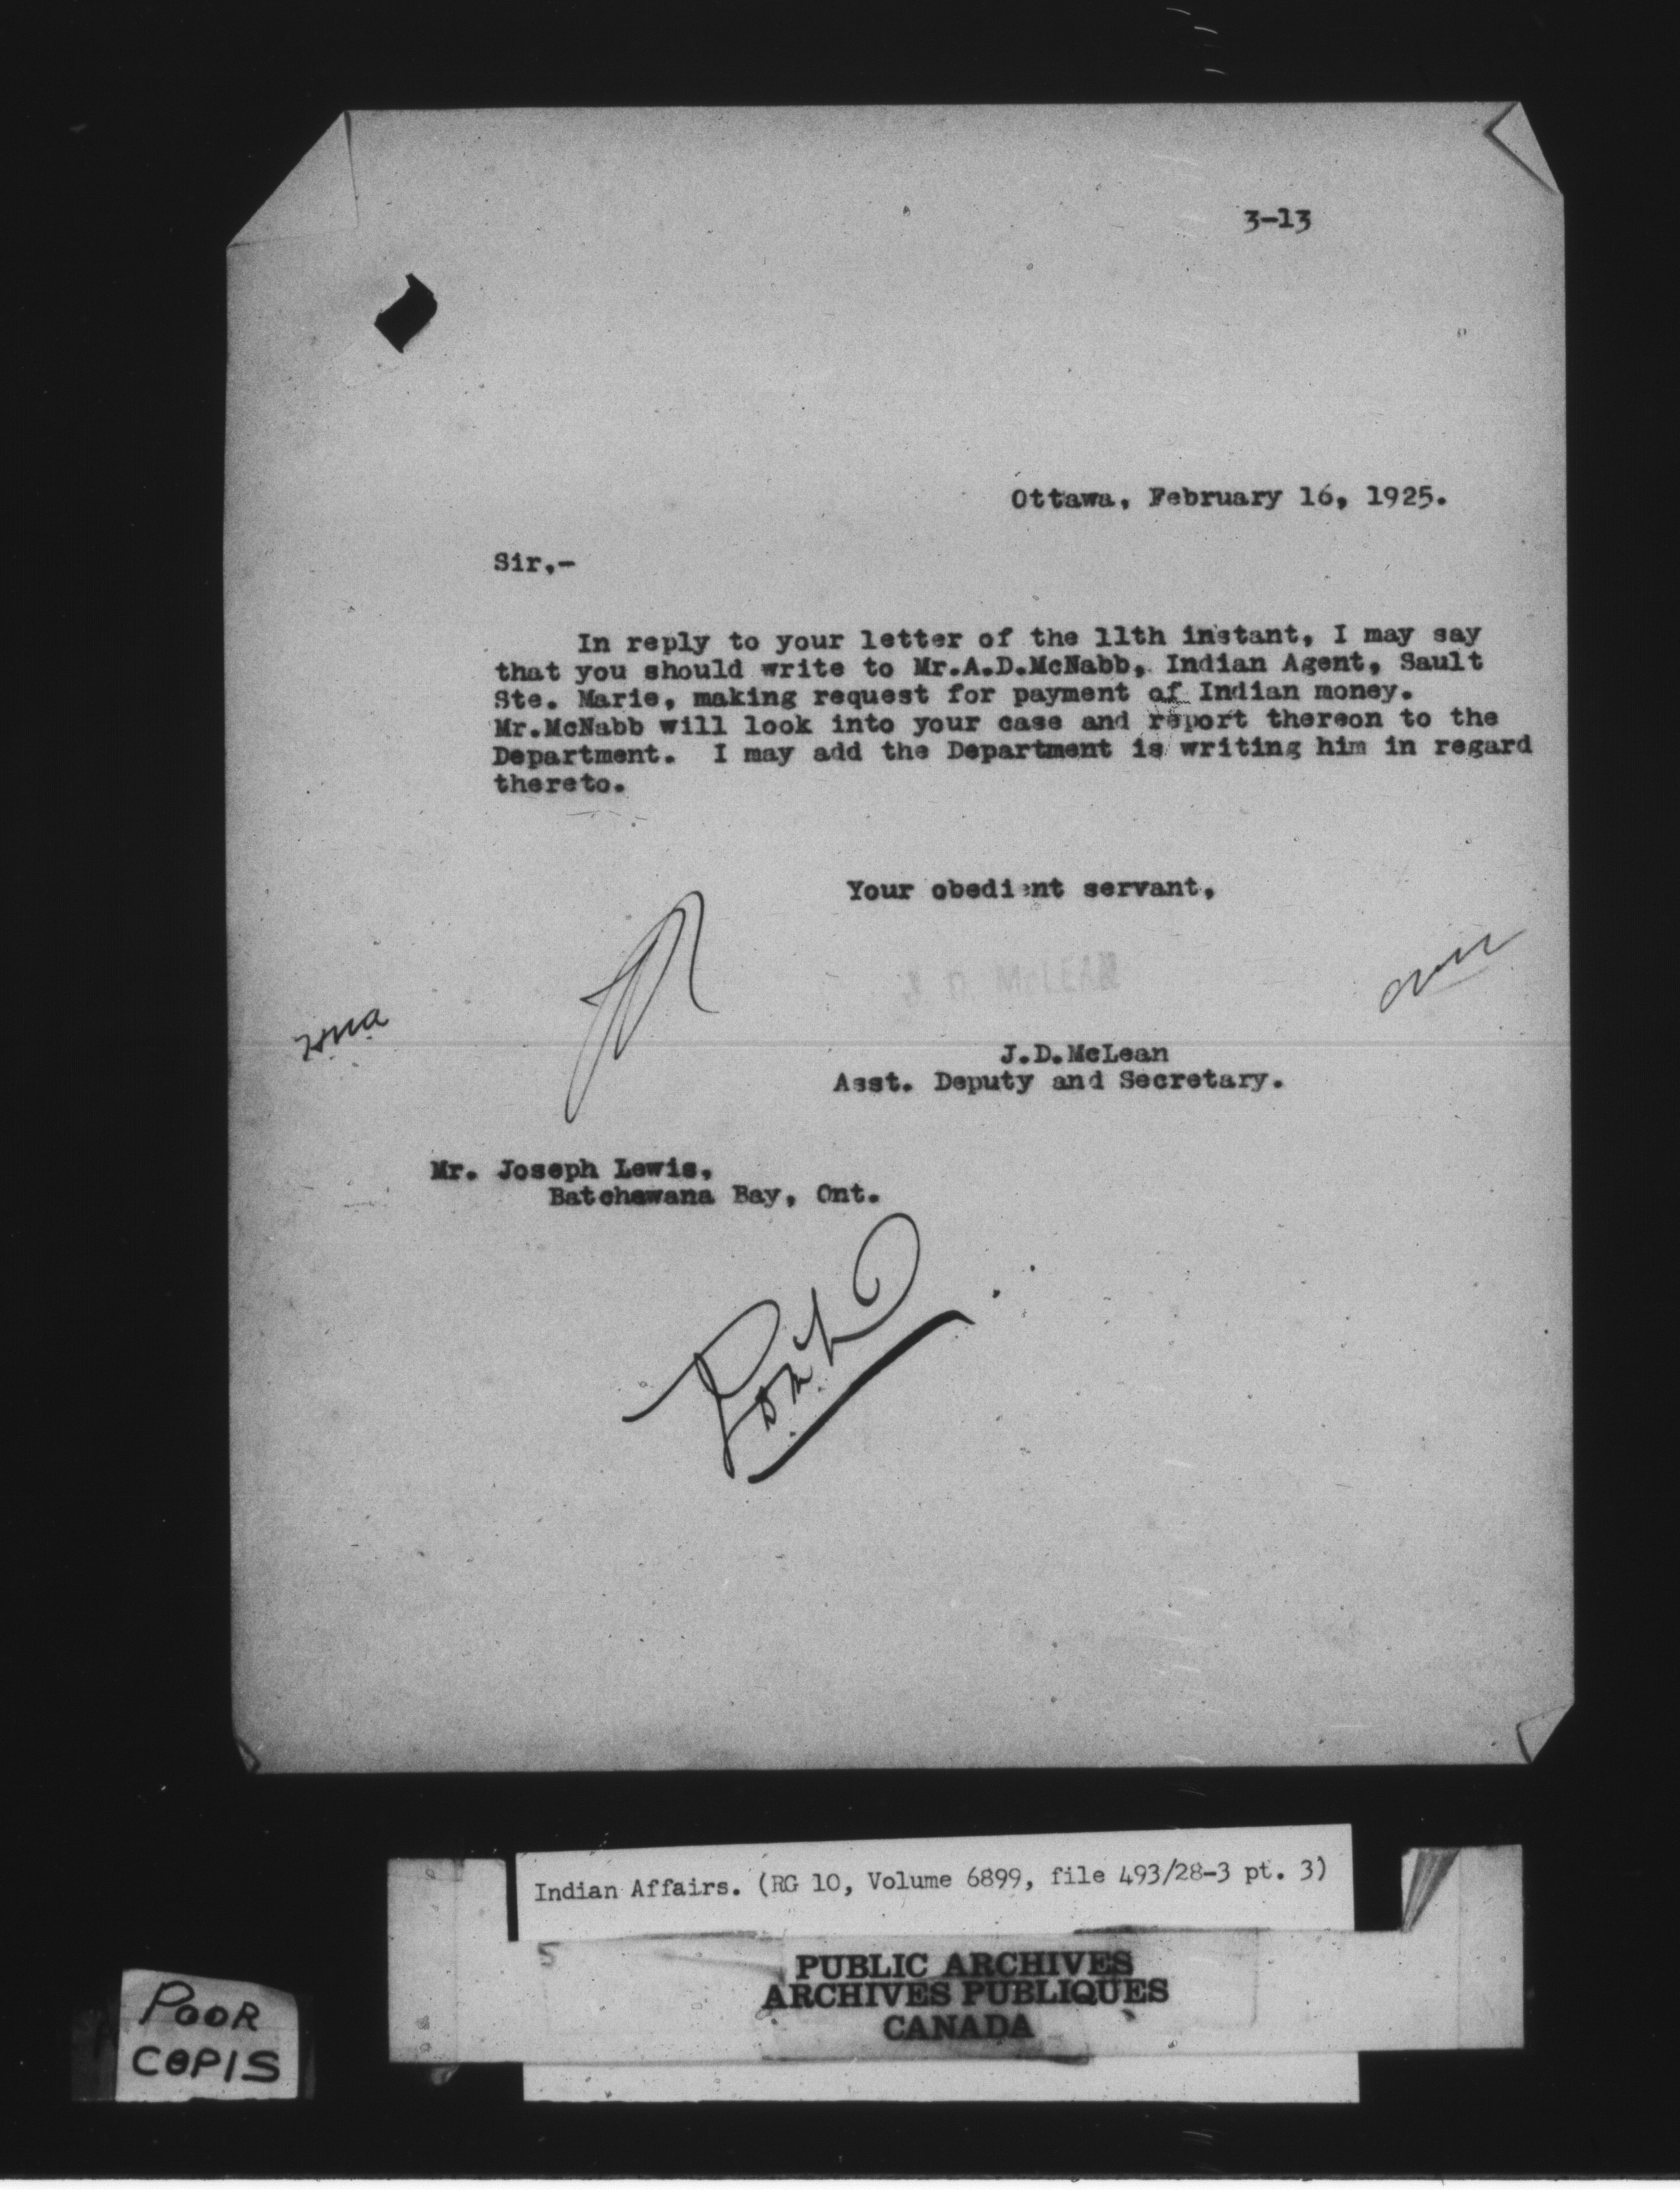 3-13
Ottawa, February 16, 1925.
Sir,-
In reply to your letter of the 11th instant, I may say
that you should write to Mr.A.D.McNabb, Indian Agent, Sault
Ste. Marie, making request for payment of Indian money.
Mr.McNabb will look into your case and report thereon to the
Department. I may add the Department is writing him in regard
thereto.
Your obedient servant,
J. D. McLEAN
J.D.McLean
Asst. Deputy and Secretary.
Mr. Joseph Lewis,
Batchawana Bay, Ont.
Indian Affairs. (RG 10, Volume 6899, file 493/28-3 pt. 3)
5
PUBLIC ARCHIVES
ARCHIVES PUBLIQUES
CANADA
POOR
COPIS